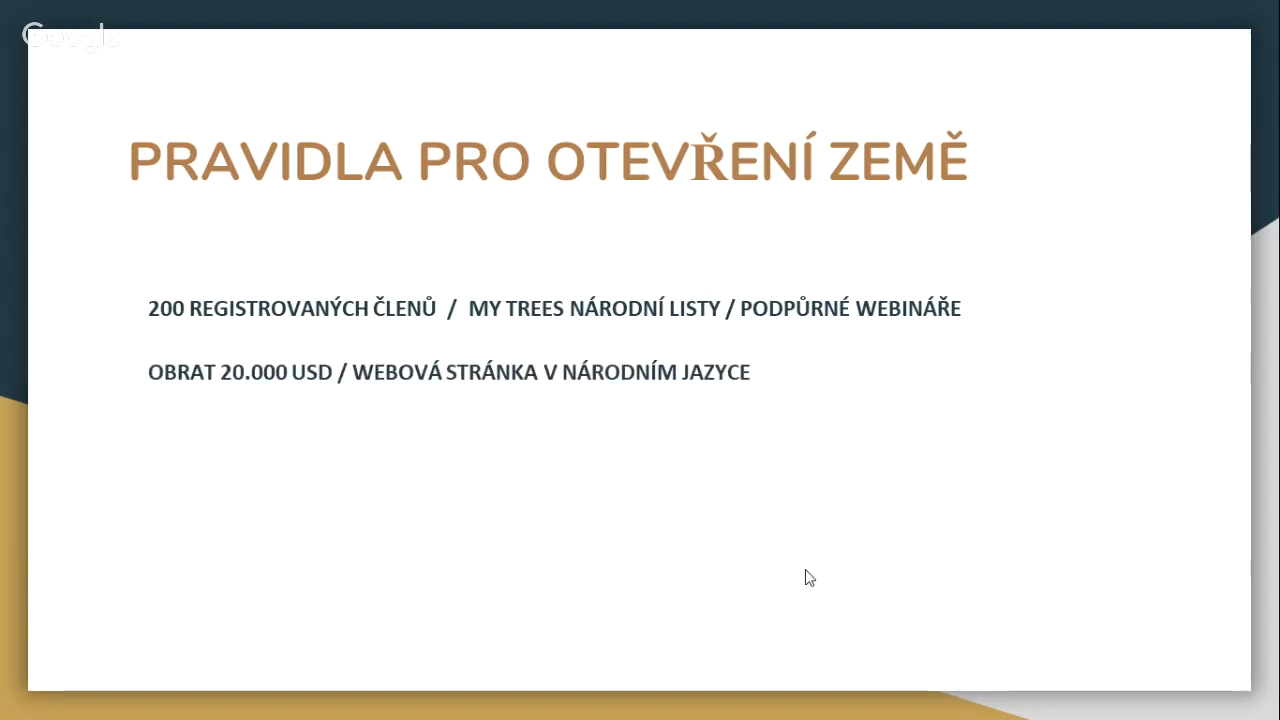 Google
PRAVIDLA PRO OTEVŘENÍ ZEMĚ
200 REGISTROVANÝCH ČLENŮ / MY TREES NÁRODNÍ LISTY / PODPŮRNÉ WEBINÁŘE
OBRAT 20.000 USD / WEBOVÁ STRÁNKA V NÁRODNÍM JAZYCE